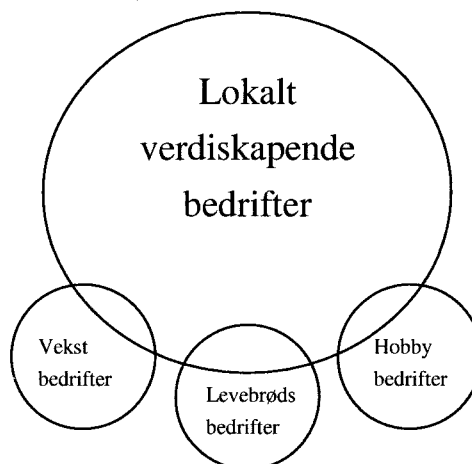 Lokalt
verdiskapende
bedrifter
Vekst
bedrifter
Levebrøds
bedrifter
Hobby
bedrifter